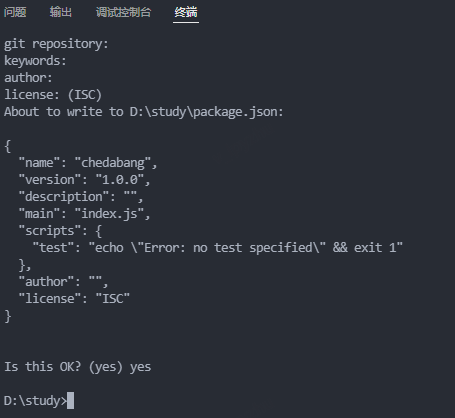 问题 输出 调试控制台 终端
git repository:
keywords:
author:
license: (ISC)
About to write to D:\study\package.json:
{
  "name": "chedabang",
  "version": "1.0.0",
  "description": "",
  "main": "index.js",
  "scripts": {
    "test": "echo \"Error: no test specified\" && exit 1"
  },
  "author": "",
  "license": "ISC"
}
Is this OK? (yes) yes
D:\study>